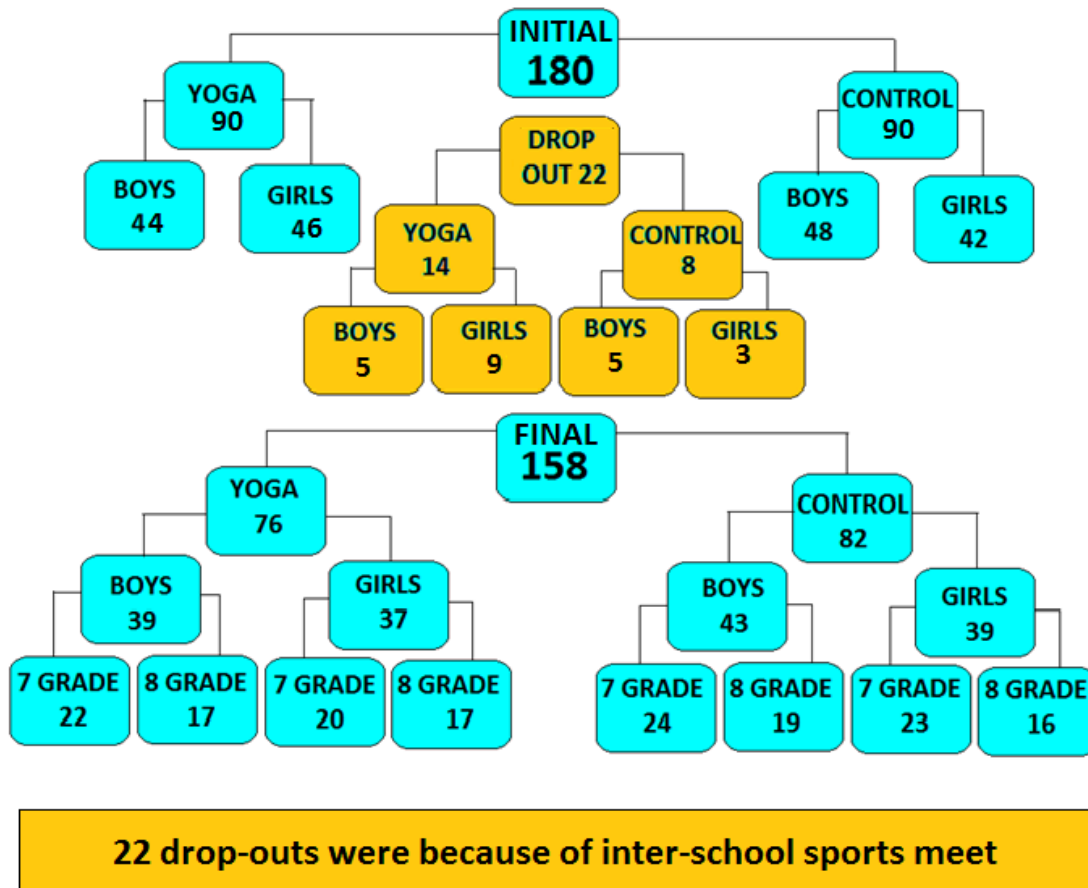 INITIAL
180
YOGA
90
CONTROL
90
BOYS
44
GIRLS
46
BOYS
48
GIRLS
42
DROP
OUT 22
YOGA
14
CONTROL
8
BOYS
5
GIRLS
9
BOYS
5
GIRLS
3
FINAL
158
YOGA
76
CONTROL
82
BOYS
39
GIRLS
37
BOYS
43
GIRLS
39
7 GRADE
22
8 GRADE
17
7 GRADE
20
8 GRADE
17
7 GRADE
24
8 GRADE
19
7 GRADE
23
8 GRADE
16
22 drop-outs were because of inter-school sports meet